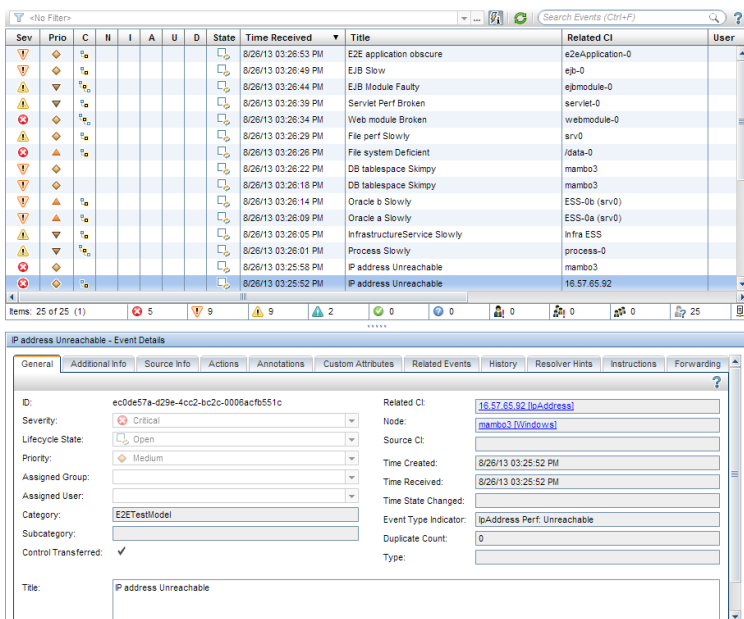 <No Filter> ... Search Events (Ctrl+F) ?
Sev Prio C N I A U D State Time Received Title Related CI User
8/26/13 03:26:53 PM E2E application obscure e2eApplication-0
8/26/13 03:26:49 PM EJB Slow ejb-0
8/26/13 03:26:44 PM EJB Module Faulty ejbmodule-0
8/26/13 03:26:39 PM Servlet Perf Broken servlet-0
8/26/13 03:26:34 PM Web module Broken webmodule-0
8/26/13 03:26:29 PM File perf Slowly srv0
8/26/13 03:26:26 PM File system Deficient /data-0
8/26/13 03:26:22 PM DB tablespace Skimpy mambo3
8/26/13 03:26:18 PM DB tablespace Skimpy mambo3
8/26/13 03:26:14 PM Oracle b Slowly ESS-0b (srv0)
8/26/13 03:26:09 PM Oracle a Slowly ESS-0a (srv0)
8/26/13 03:26:05 PM InfrastructureService Slowly Infra ESS
8/26/13 03:26:01 PM Process Slowly process-0
8/26/13 03:25:58 PM IP address Unreachable mambo3
8/26/13 03:25:52 PM IP address Unreachable 16.57.65.92
Items: 25 of 25 (1) 5 9 9 2 0 0 0 0 0 25
IP address Unreachable - Event Details
General Additional Info Source Info Actions Annotations Custom Attributes Related Events History Resolver Hints Instructions Forwarding
?
ID: ec0de57a-d29e-4cc2-bc2c-0006acfb551c
Severity: Critical
Lifecycle State: Open
Priority: Medium
Assigned Group:
Assigned User:
Category: E2ETestModel
Subcategory:
Control Transferred:
Related CI: 16.57.65.92 [IpAddress]
Node: mambo3 [Windows]
Source CI:
Time Created: 8/26/13 03:25:52 PM
Time Received: 8/26/13 03:25:52 PM
Time State Changed:
Event Type Indicator: IpAddress Perf: Unreachable
Duplicate Count: 0
Type:
Title: IP address Unreachable